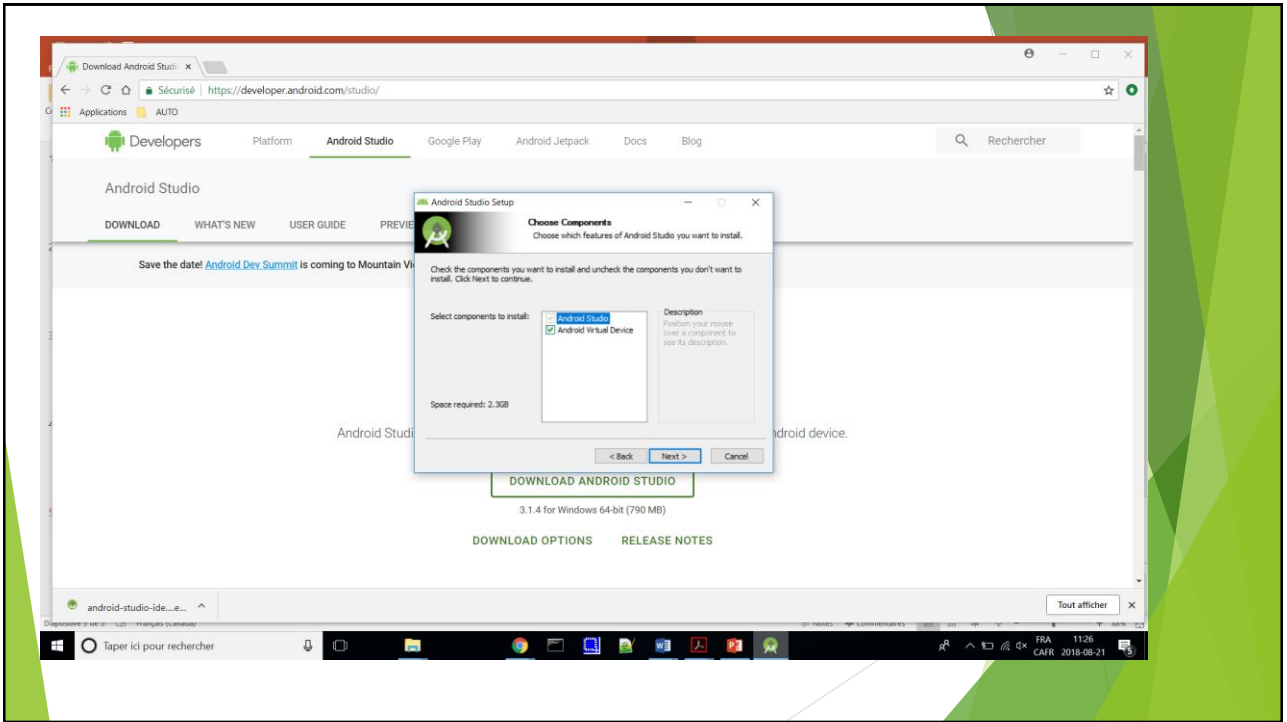 Download Android Studi
Sécurisé | https://developer.android.com/studio/
Applications AUTO
Developers Platform Android Studio Google Play Android Jetpack Docs Blog Rechercher
Android Studio
DOWNLOAD WHAT'S NEW USER GUIDE PREVIE
Save the date! Android Dev Summit is coming to Mountain Vi
Android Studio Setup
Choose Components
Choose which features of Android Studio you want to install.
Check the components you want to install and uncheck the components you don't want to
install. Click Next to continue.
Select components to install:
Android Studio
Android Virtual Device
Description
Position your mouse
over a component to
see its description.
Space required: 2.3GB
< Back Next > Cancel
Android Studi
ndroid device.
DOWNLOAD ANDROID STUDIO
3.1.4 for Windows 64-bit (790 MB)
DOWNLOAD OPTIONS RELEASE NOTES
android-studio-ide....e... Tout afficher
Taper ici pour rechercher
FRA 11:26
CAFR 2018-08-21
5